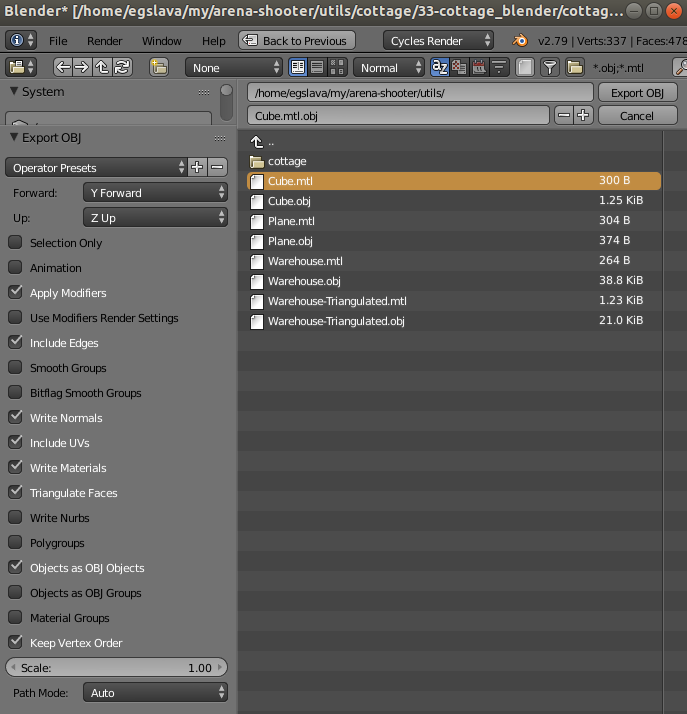 Blender* [/home/egslava/my/arena-shooter/utils/cottage/33-cottage_blender/cottag...
File Render Window Help Back to Previous Cycles Render v2.79 | Verts:337 | Faces:478
None Normal *.obj;*.mtl
System
/home/egslava/my/arena-shooter/utils/ Export OBJ
Cube.mtl.obj Cancel
Export OBJ
Operator Presets
Forward: Y Forward
Up: Z Up
Selection Only
Animation
Apply Modifiers
Use Modifiers Render Settings
Include Edges
Smooth Groups
Bitflag Smooth Groups
Write Normals
Include UVs
Write Materials
Triangulate Faces
Write Nurbs
Polygroups
Objects as OBJ Objects
Objects as OBJ Groups
Material Groups
Keep Vertex Order
Scale: 1.00
Path Mode: Auto
..
cottage
Cube.mtl 300 B
Cube.obj 1.25 KiB
Plane.mtl 304 B
Plane.obj 374 B
Warehouse.mtl 264 B
Warehouse.obj 38.8 KiB
Warehouse-Triangulated.mtl 1.23 KiB
Warehouse-Triangulated.obj 21.0 KiB